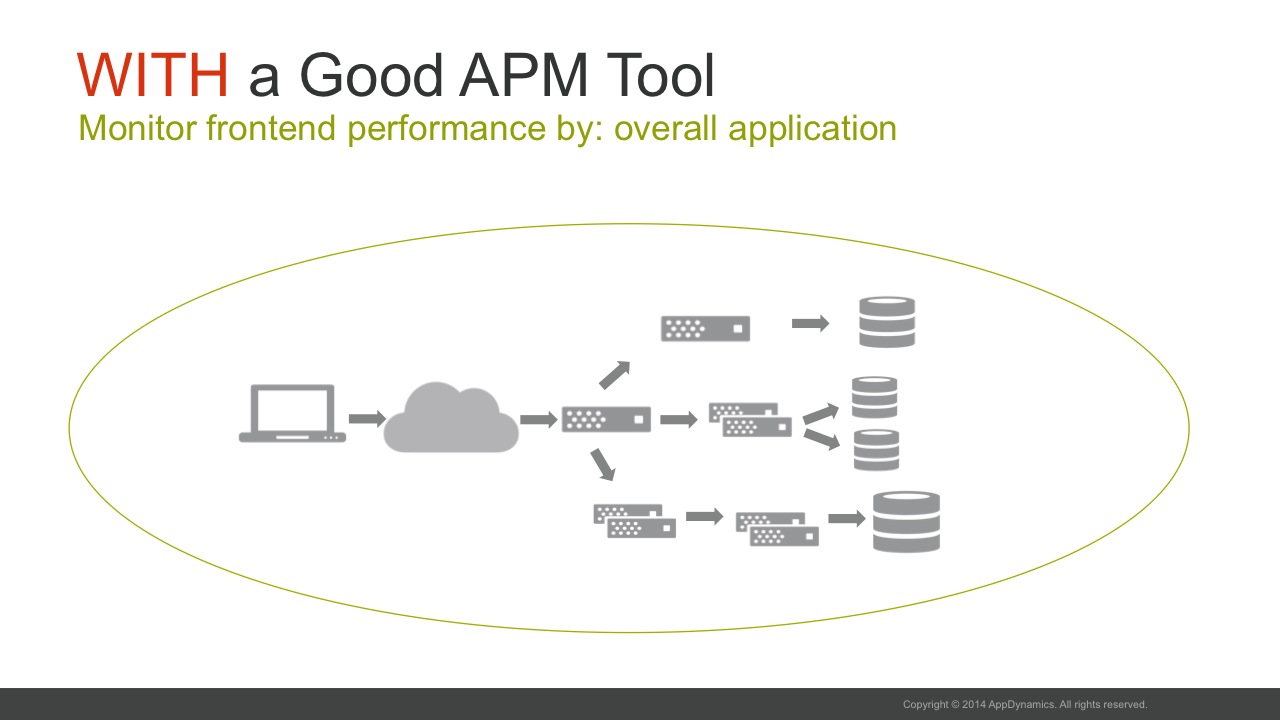 WITH a Good APM Tool
Monitor frontend performance by: overall application
Copyright © 2014 AppDynamics. All rights reserved.